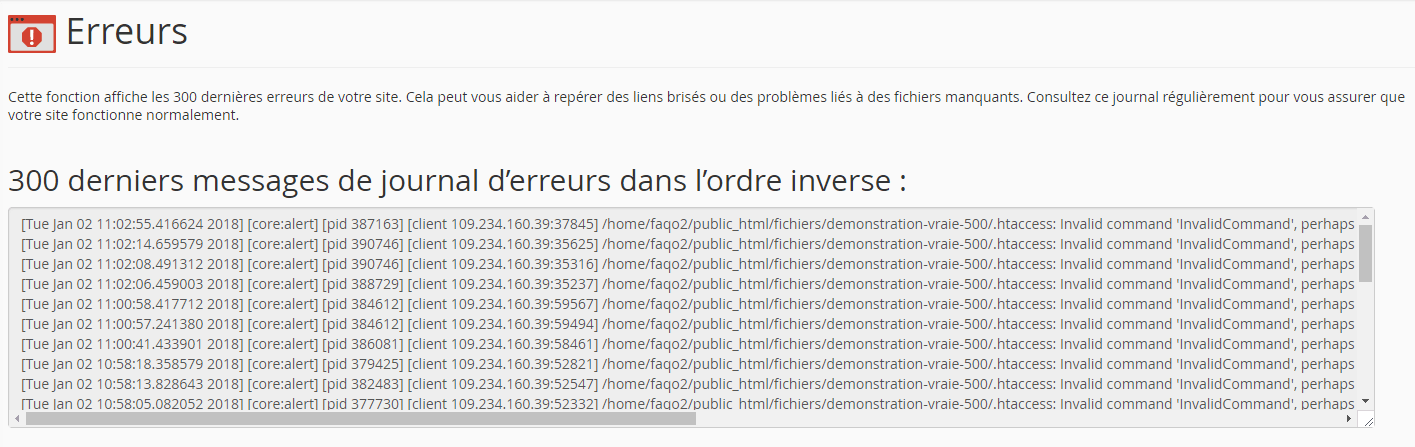 Erreurs
Cette fonction affiche les 300 dernières erreurs de votre site. Cela peut vous aider à repérer des liens brisés ou des problèmes liés à des fichiers manquants. Consultez ce journal régulièrement pour vous assurer que
votre site fonctionne normalement.
300 derniers messages de journal d’erreurs dans l’ordre inverse :
[Tue Jan 02 11:02:55.416624 2018] [core:alert] [pid 387163] [client 109.234.160.39:37845] /home/faqo2/public_html/fichiers/demonstration-vraie-500/.htaccess: Invalid command 'InvalidCommand', perhaps
[Tue Jan 02 11:02:14.659579 2018] [core:alert] [pid 390746] [client 109.234.160.39:35625] /home/faqo2/public_html/fichiers/demonstration-vraie-500/.htaccess: Invalid command 'InvalidCommand', perhaps
[Tue Jan 02 11:02:08.491312 2018] [core:alert] [pid 390746] [client 109.234.160.39:35316] /home/faqo2/public_html/fichiers/demonstration-vraie-500/.htaccess: Invalid command 'InvalidCommand', perhaps
[Tue Jan 02 11:02:06.459003 2018] [core:alert] [pid 388729] [client 109.234.160.39:35237] /home/faqo2/public_html/fichiers/demonstration-vraie-500/.htaccess: Invalid command 'InvalidCommand', perhaps
[Tue Jan 02 11:00:58.417712 2018] [core:alert] [pid 384612] [client 109.234.160.39:59567] /home/faqo2/public_html/fichiers/demonstration-vraie-500/.htaccess: Invalid command 'InvalidCommand', perhaps
[Tue Jan 02 11:00:57.241380 2018] [core:alert] [pid 384612] [client 109.234.160.39:59494] /home/faqo2/public_html/fichiers/demonstration-vraie-500/.htaccess: Invalid command 'InvalidCommand', perhaps
[Tue Jan 02 11:00:41.433901 2018] [core:alert] [pid 386081] [client 109.234.160.39:58461] /home/faqo2/public_html/fichiers/demonstration-vraie-500/.htaccess: Invalid command 'InvalidCommand', perhaps
[Tue Jan 02 10:58:18.358579 2018] [core:alert] [pid 379425] [client 109.234.160.39:52821] /home/faqo2/public_html/fichiers/demonstration-vraie-500/.htaccess: Invalid command 'InvalidCommand', perhaps
[Tue Jan 02 10:58:13.828643 2018] [core:alert] [pid 382483] [client 109.234.160.39:52547] /home/faqo2/public_html/fichiers/demonstration-vraie-500/.htaccess: Invalid command 'InvalidCommand', perhaps
[Tue Jan 02 10:58:05.082052 2018] [core:alert] [pid 377730] [client 109.234.160.39:52332] /home/faqo2/public_html/fichiers/demonstration-vraie-500/.htaccess: Invalid command 'InvalidCommand', perhaps